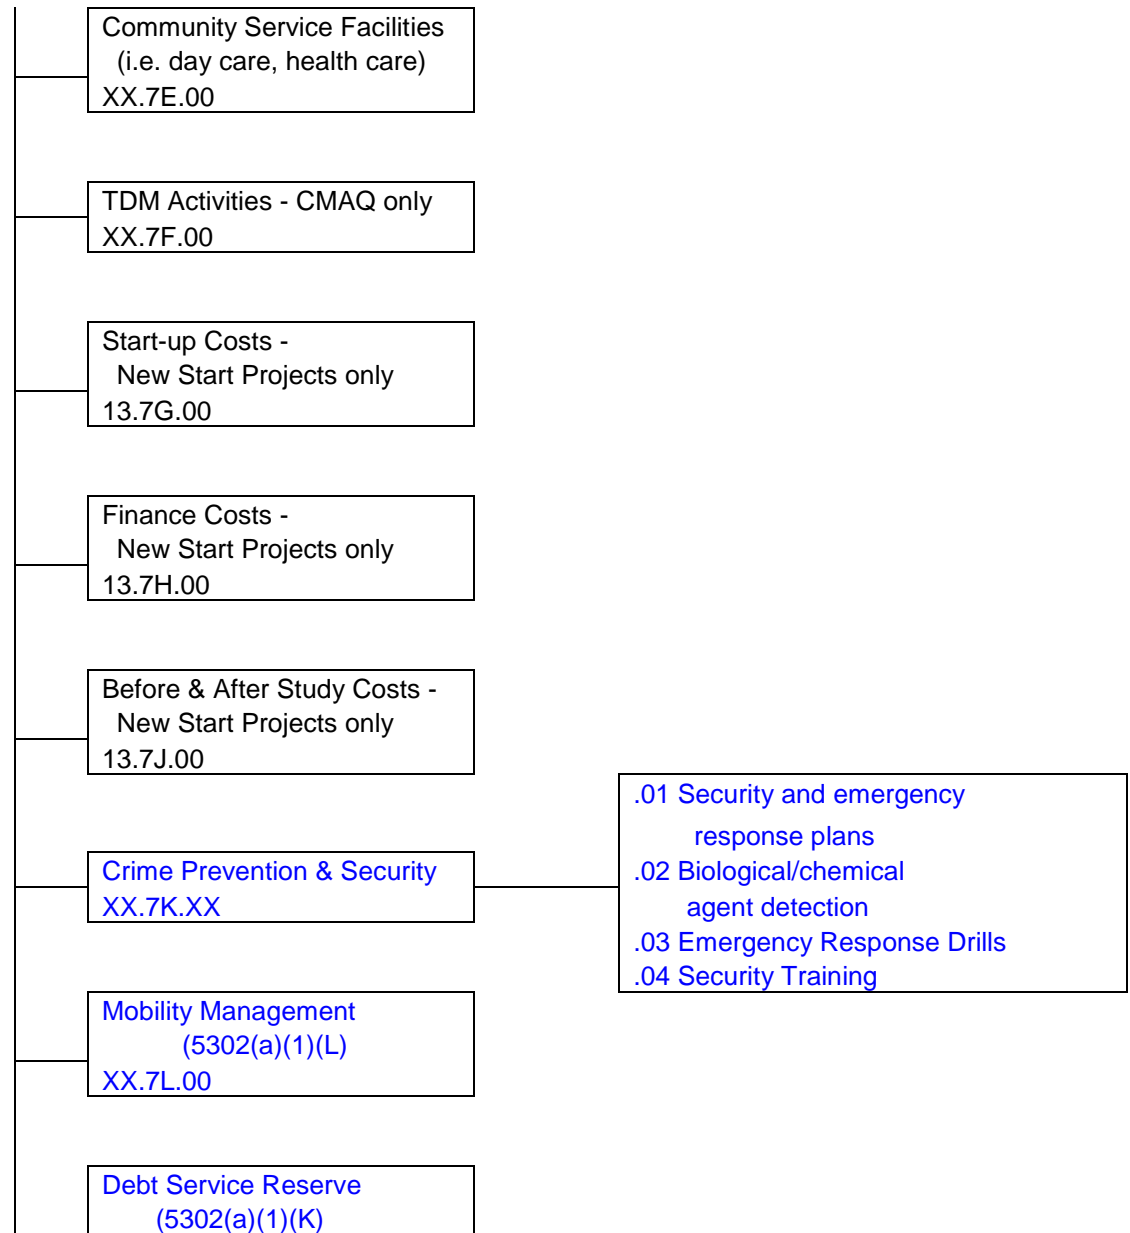 Community Service Facilities
(i.e. day care, health care)
XX.7E.00
TDM Activities - CMAQ only
XX.7F.00
Start-up Costs -
New Start Projects only
13.7G.00
Finance Costs -
New Start Projects only
13.7H.00
Before & After Study Costs -
New Start Projects only
13.7J.00
Crime Prevention & Security
XX.7K.XX
.01 Security and emergency
response plans
.02 Biological/chemical
agent detection
.03 Emergency Response Drills
.04 Security Training
Mobility Management
(5302(a)(1)(L)
XX.7L.00
Debt Service Reserve
(5302(a)(1)(K)